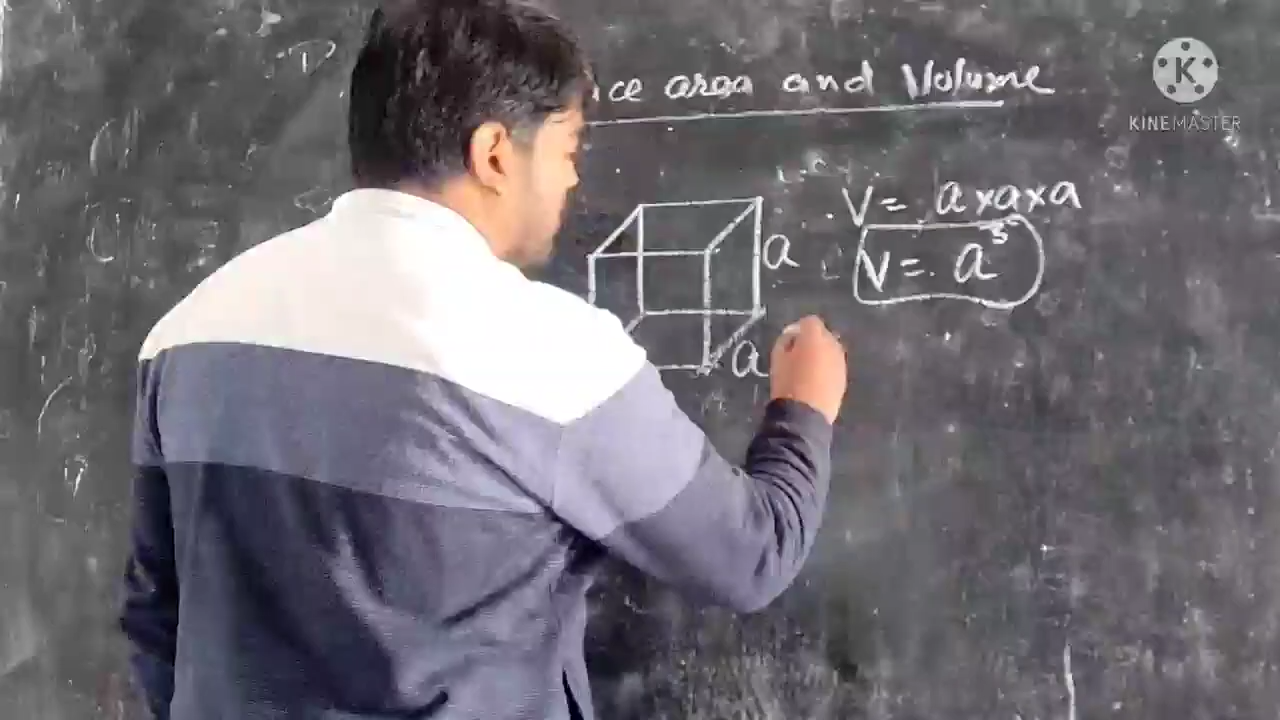 ce area and Volume
KINEMASTER
V = a×a×a
V = a³
a
a